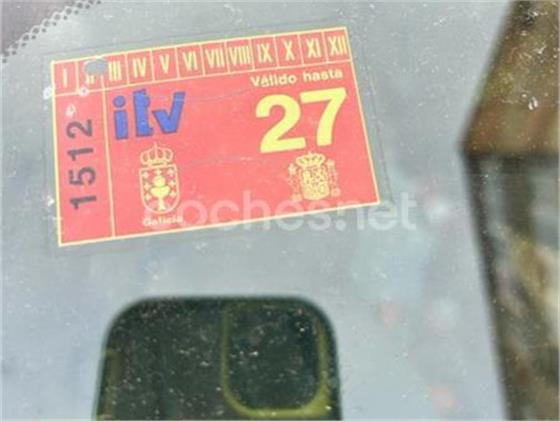 I II III IV V VI VII VIII IX X XI XII
Válido hasta
itv
27
1512
Galicia
coches.net